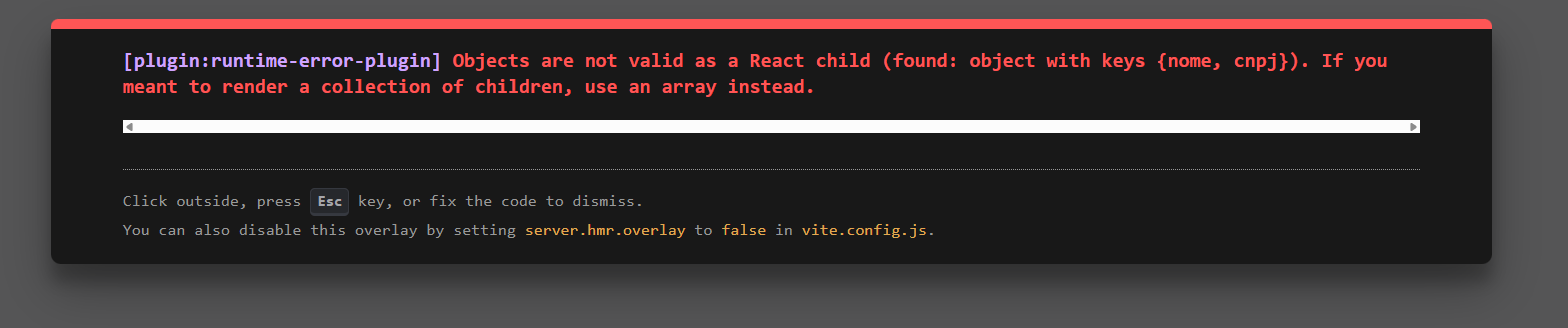 [plugin:runtime-error-plugin] Objects are not valid as a React child (found: object with keys {nome, cnpj}). If you
meant to render a collection of children, use an array instead.
Click outside, press Esc key, or fix the code to dismiss.
You can also disable this overlay by setting server.hmr.overlay to false in vite.config.js.